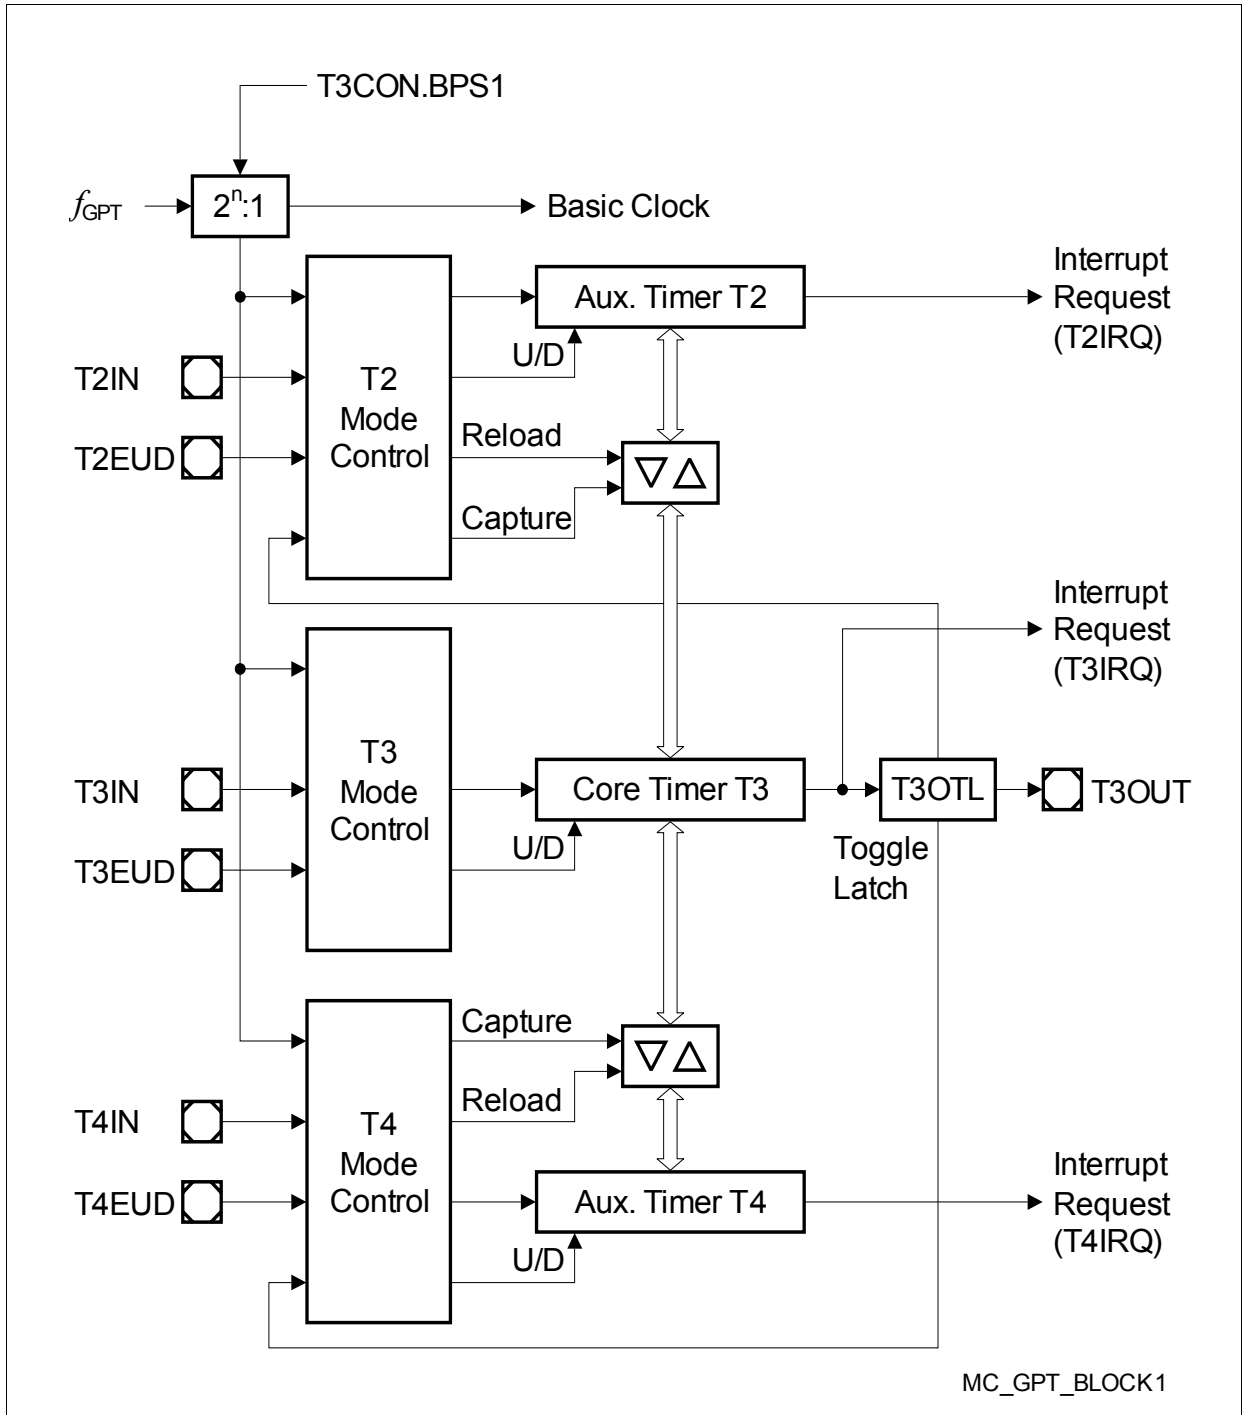 T3CON.BPS1
fGPT
2ⁿ:1
Basic Clock
Interrupt
Request
(T2IRQ)
Aux. Timer T2
U/D
T2IN
T2
Mode
Control
T2EUD
Reload
Capture
Interrupt
Request
(T3IRQ)
T3
Mode
Control
T3IN
Core Timer T3
T3OTL
T3OUT
U/D
Toggle
Latch
T3EUD
Capture
Reload
T4IN
T4
Mode
Control
T4EUD
Aux. Timer T4
Interrupt
Request
(T4IRQ)
U/D
MC_GPT_BLOCK1